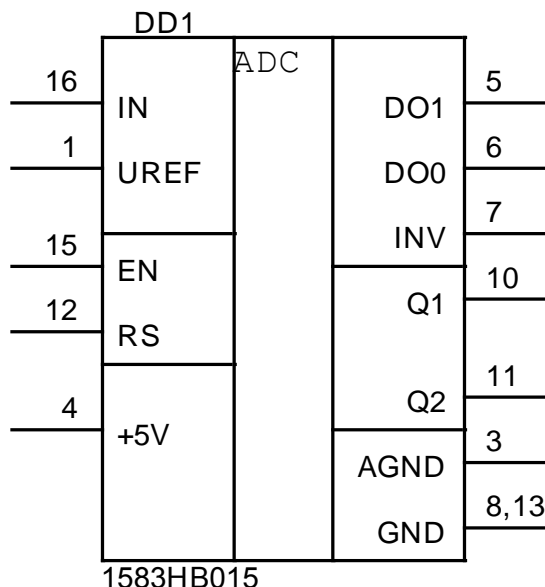 DD1
ADC
16
IN
5
DO1
1
UREF
6
DO0
7
INV
15
EN
10
Q1
12
RS
11
Q2
4
+5V
3
AGND
8,13
GND
1583HB015